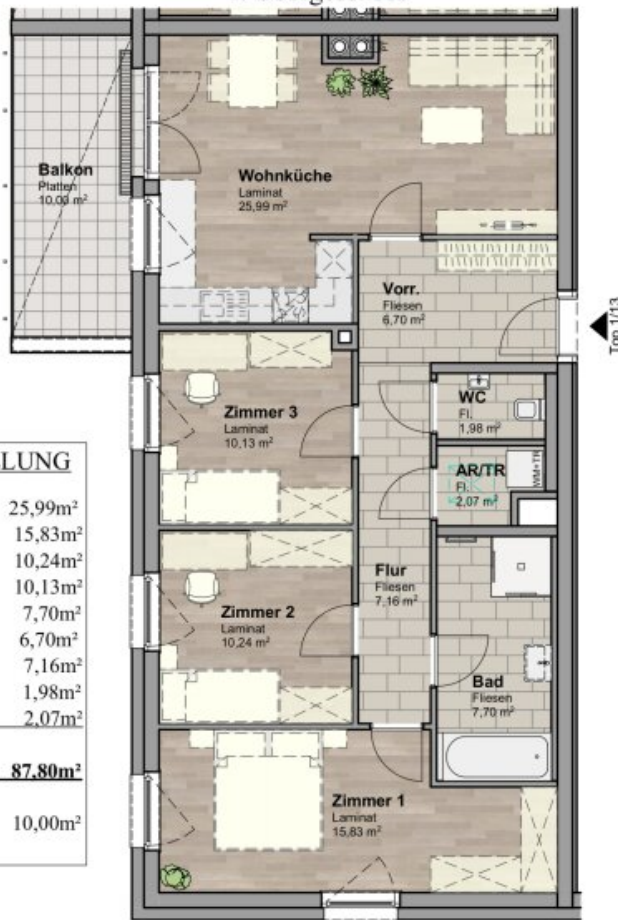 Balkon
Platten
10,00 m²
Wohnküche
Laminat
25,99 m²
Vorr.
Fliesen
6,70 m²
Top 1/13
Zimmer 3
Laminat
10,13 m²
WC
Fl.
1,98 m²
AR/TR
Fl.
2,07 m²
WM+TR
Flur
Fliesen
7,16 m²
Zimmer 2
Laminat
10,24 m²
Bad
Fliesen
7,70 m²
Zimmer 1
Laminat
15,83 m²
LLUNG
25,99m²
15,83m²
10,24m²
10,13m²
7,70m²
6,70m²
7,16m²
1,98m²
2,07m²
87,80m²
10,00m²